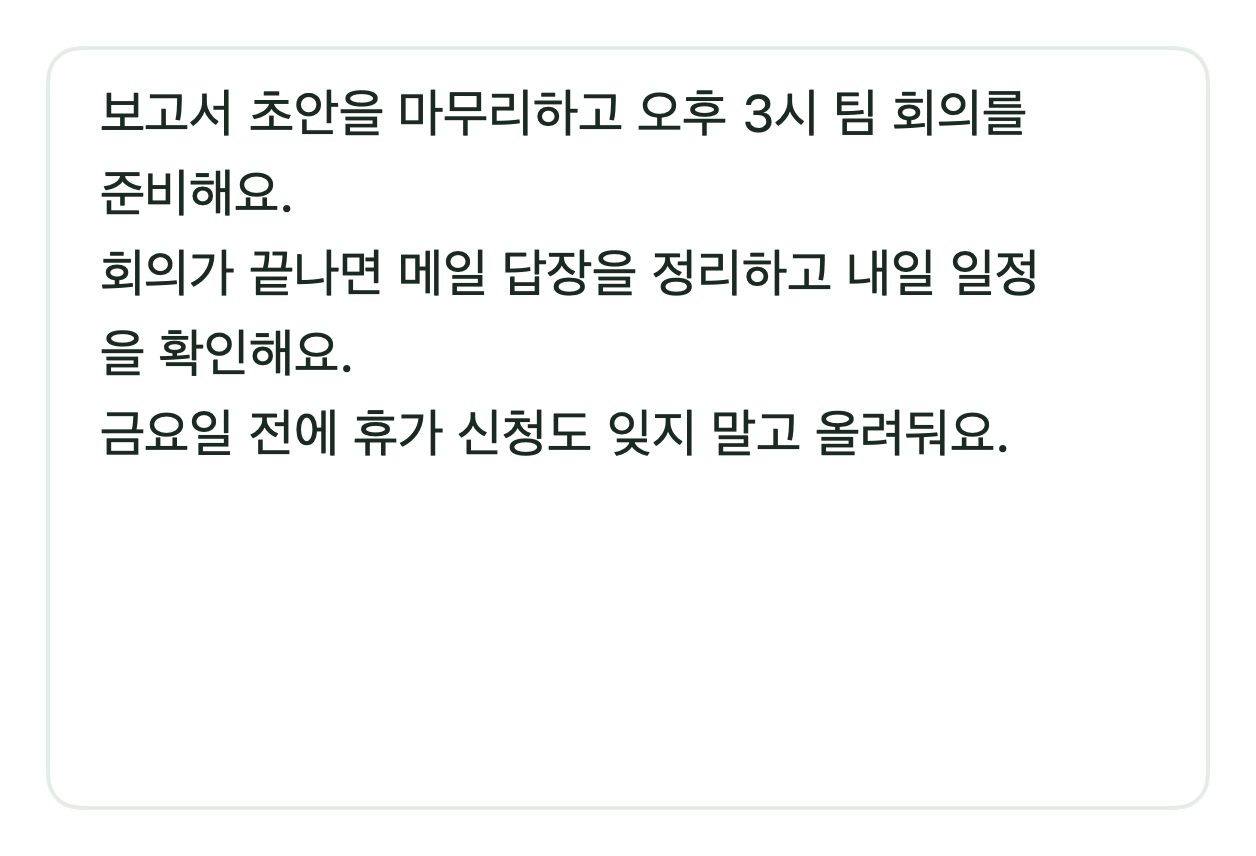 보고서 초안을 마무리하고 오후 3시 팀 회의를
준비해요.
회의가 끝나면 메일 답장을 정리하고 내일 일정
을 확인해요.
금요일 전에 휴가 신청도 잊지 말고 올려둬요.